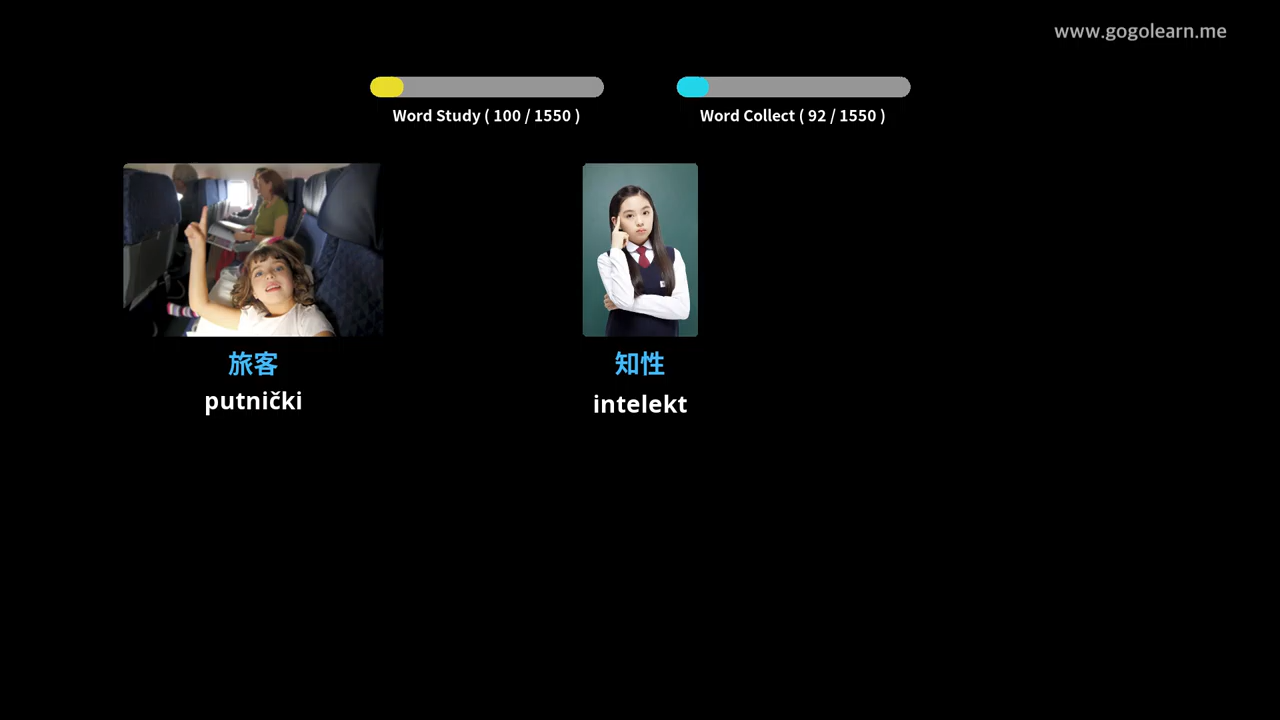 www.gogolearn.me
Word Study ( 100 / 1550 )
Word Collect ( 92 / 1550 )
旅客
putnički
知性
intelekt